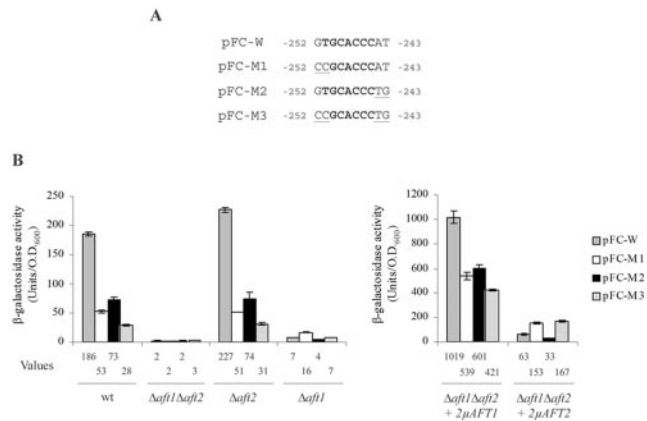 A
pFC-W -252 GTGCACCCAT -243
pFC-M1 -252 CCGCACCCAT -243
pFC-M2 -252 GTGCACCCTG -243
pFC-M3 -252 CCGCACCCTG -243
B
β-galactosidase activity
(Units/O.D600)
250
200
150
100
50
0
Values
186 73 2 2 227 74 7 4
53 28 2 3 51 31 16 7
wt Δaft1Δaft2 Δaft2 Δaft1
β-galactosidase activity
(Units/O.D600)
1200
1000
800
600
400
200
0
1019 601 63 33
539 421 153 167
Δaft1Δaft2 Δaft1Δaft2
+ 2μAFT1 + 2μAFT2
pFC-W
pFC-M1
pFC-M2
pFC-M3